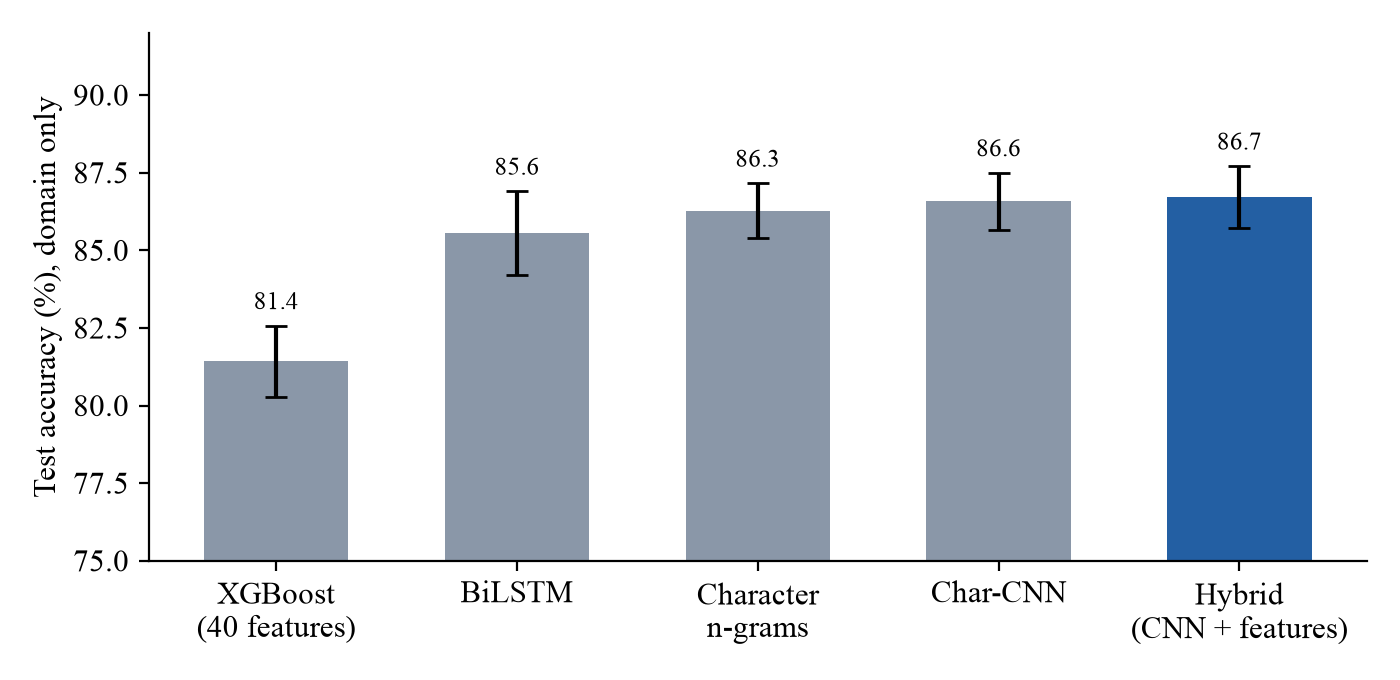 Test accuracy (%), domain only
90.0
87.5
85.0
82.5
80.0
77.5
75.0
81.4
85.6
86.3
86.6
86.7
XGBoost
(40 features)
BiLSTM
Character
n-grams
Char-CNN
Hybrid
(CNN + features)